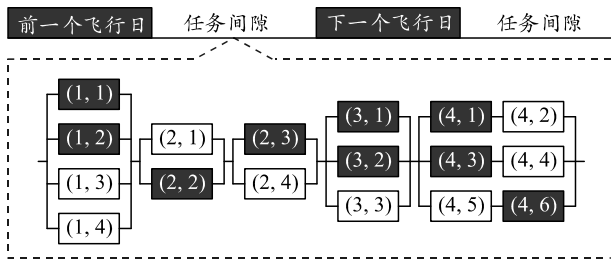 前一个飞行日 任务间隙 下一个飞行日 任务间隙
(1, 1)
(1, 2)
(1, 3)
(1, 4)
(2, 1)
(2, 2)
(2, 3)
(2, 4)
(3, 1)
(3, 2)
(3, 3)
(4, 1) (4, 2)
(4, 3) (4, 4)
(4, 5) (4, 6)